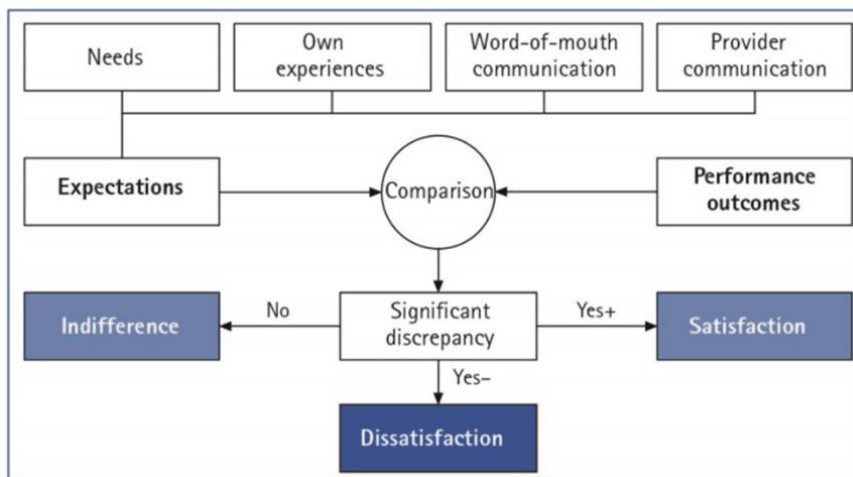 Needs
Own
experiences
Word-of-mouth
communication
Provider
communication
Expectations
Comparison
Performance
outcomes
Indifference
No
Significant
discrepancy
Yes+
Satisfaction
Yes–
Dissatisfaction